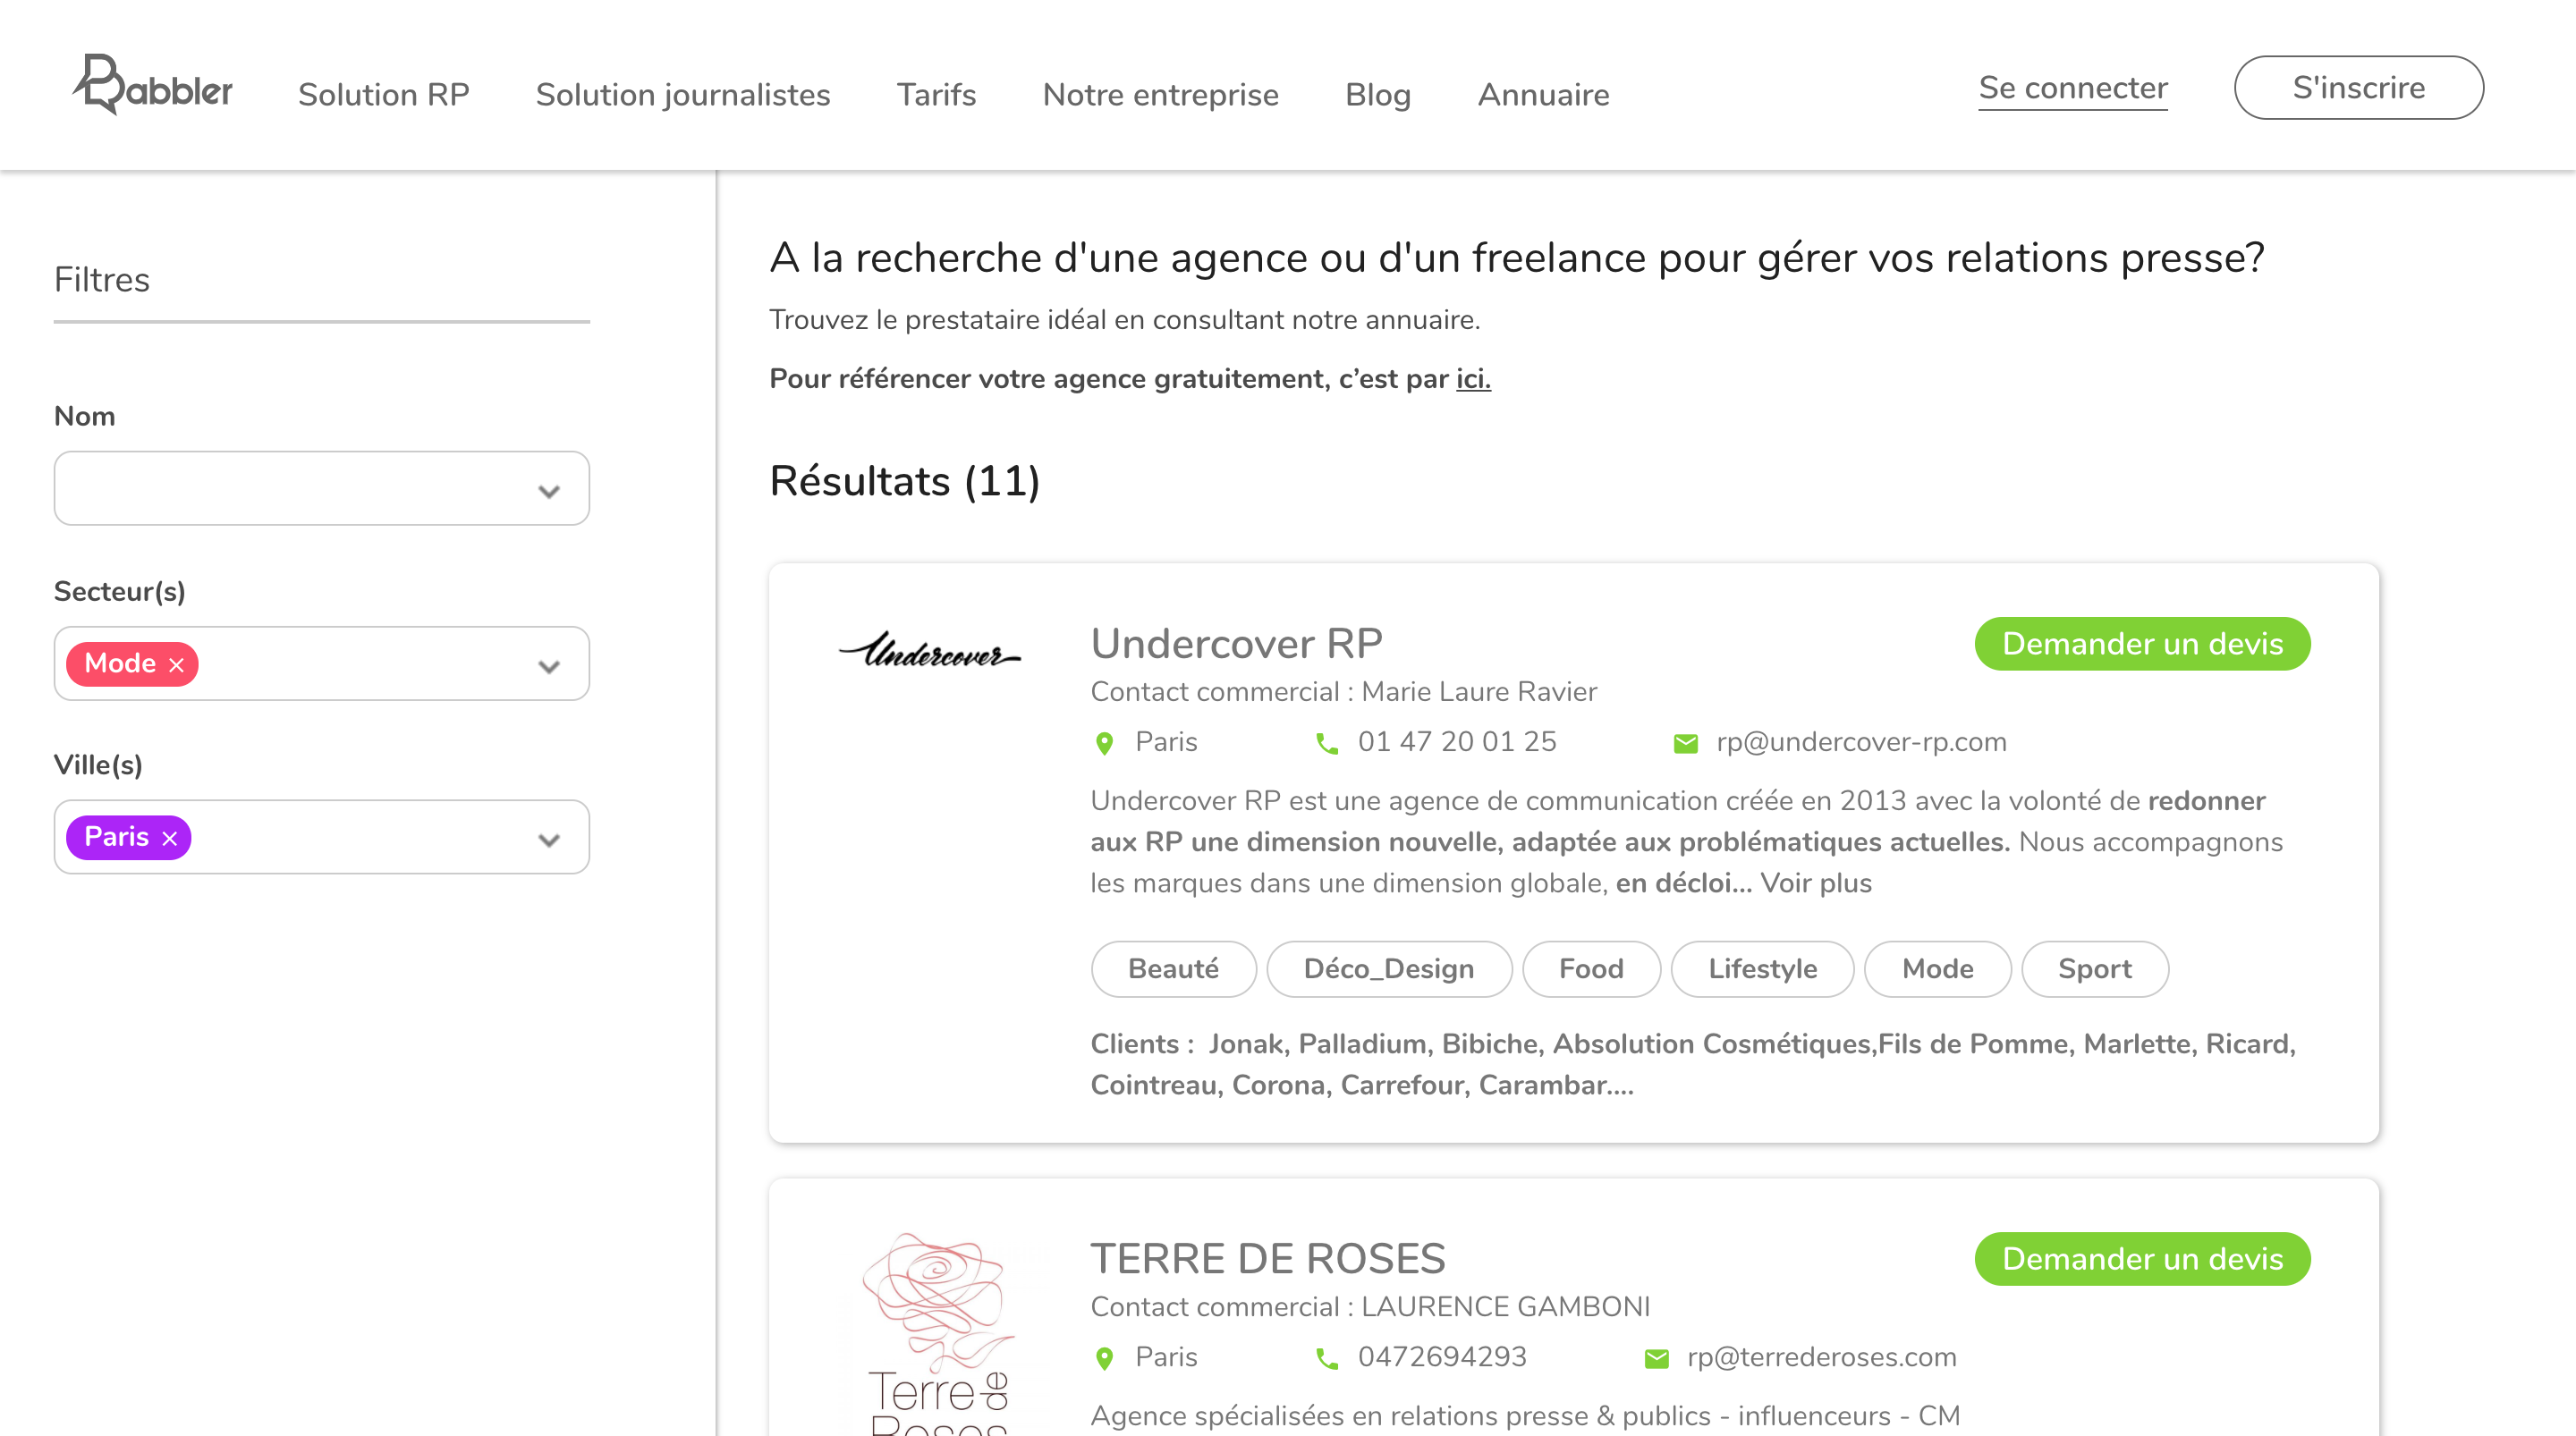 Babbler
Solution RP
Solution journalistes
Tarifs
Notre entreprise
Blog
Annuaire
Se connecter
S'inscrire
Filtres
Nom
Secteur(s)
Mode ×
Ville(s)
Paris ×
A la recherche d'une agence ou d'un freelance pour gérer vos relations presse?
Trouvez le prestataire idéal en consultant notre annuaire.
Pour référencer votre agence gratuitement, c’est par ici.
Résultats (11)
Undercover
Undercover RP
Demander un devis
Contact commercial : Marie Laure Ravier
Paris
01 47 20 01 25
rp@undercover-rp.com
Undercover RP est une agence de communication créée en 2013 avec la volonté de redonner
aux RP une dimension nouvelle, adaptée aux problématiques actuelles. Nous accompagnons
les marques dans une dimension globale, en décloi... Voir plus
Beauté
Déco_Design
Food
Lifestyle
Mode
Sport
Clients : Jonak, Palladium, Bibiche, Absolution Cosmétiques,Fils de Pomme, Marlette, Ricard,
Cointreau, Corona, Carrefour, Carambar....
Terre de
Roses
TERRE DE ROSES
Demander un devis
Contact commercial : LAURENCE GAMBONI
Paris
0472694293
rp@terrederoses.com
Agence spécialisées en relations presse & publics - influenceurs - CM